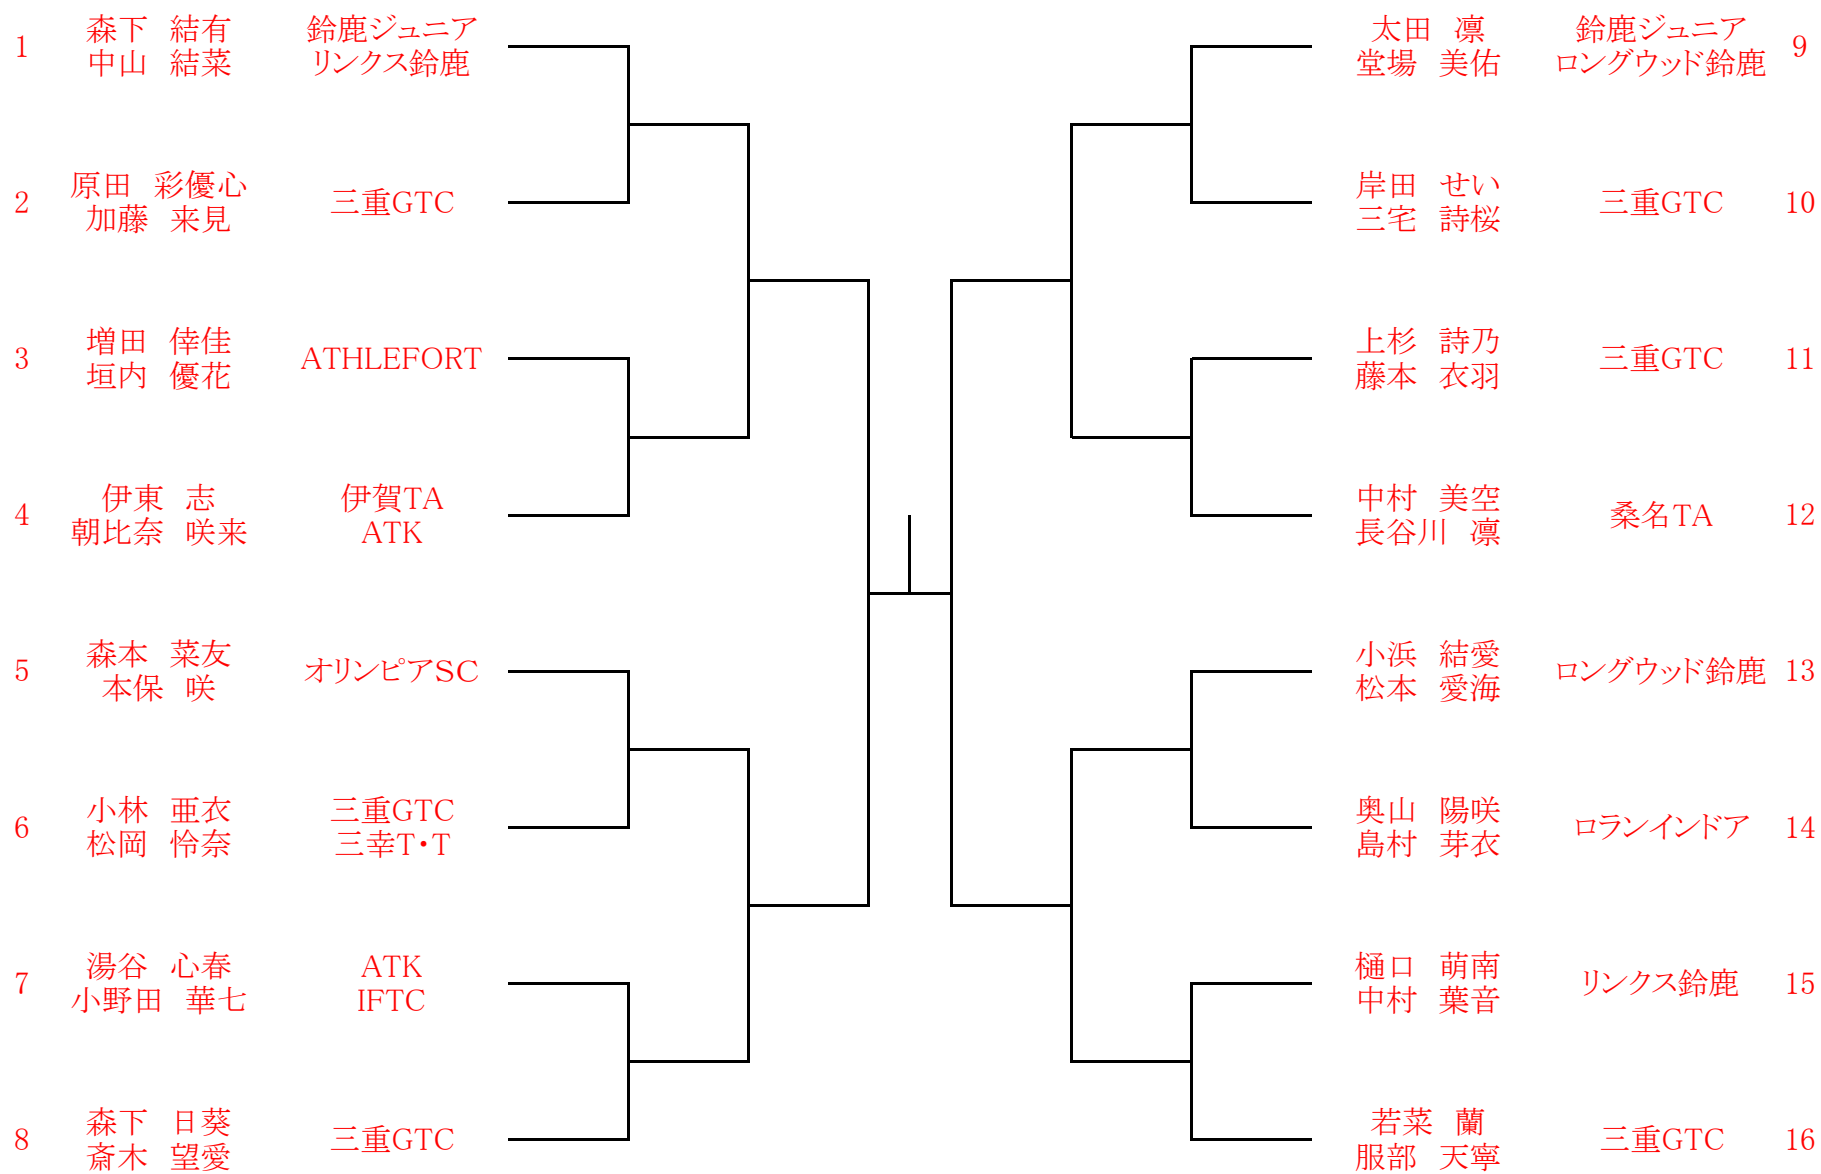 1 森下 結有 鈴鹿ジュニア
中山 結菜 リンクス鈴鹿
2 原田 彩優心 三重GTC
加藤 来見
3 増田 倖佳 ATHLEFORT
垣内 優花
4 伊東 志 伊賀TA
朝比奈 咲来 ATK
5 森本 菜友 オリンピアSC
本保 咲
6 小林 亜衣 三重GTC
松岡 怜奈 三幸T・T
7 湯谷 心春 ATK
小野田 華七 IFTC
8 森下 日葵 三重GTC
斎木 望愛
太田 凛 鈴鹿ジュニア 9
堂場 美佑 ロングウッド鈴鹿
岸田 せい 三重GTC 10
三宅 詩桜
上杉 詩乃 三重GTC 11
藤本 衣羽
中村 美空 桑名TA 12
長谷川 凛
小浜 結愛 ロングウッド鈴鹿 13
松本 愛海
奥山 陽咲 ロランインドア 14
島村 芽衣
樋口 萌南 リンクス鈴鹿 15
中村 葉音
若菜 蘭 三重GTC 16
服部 天寧